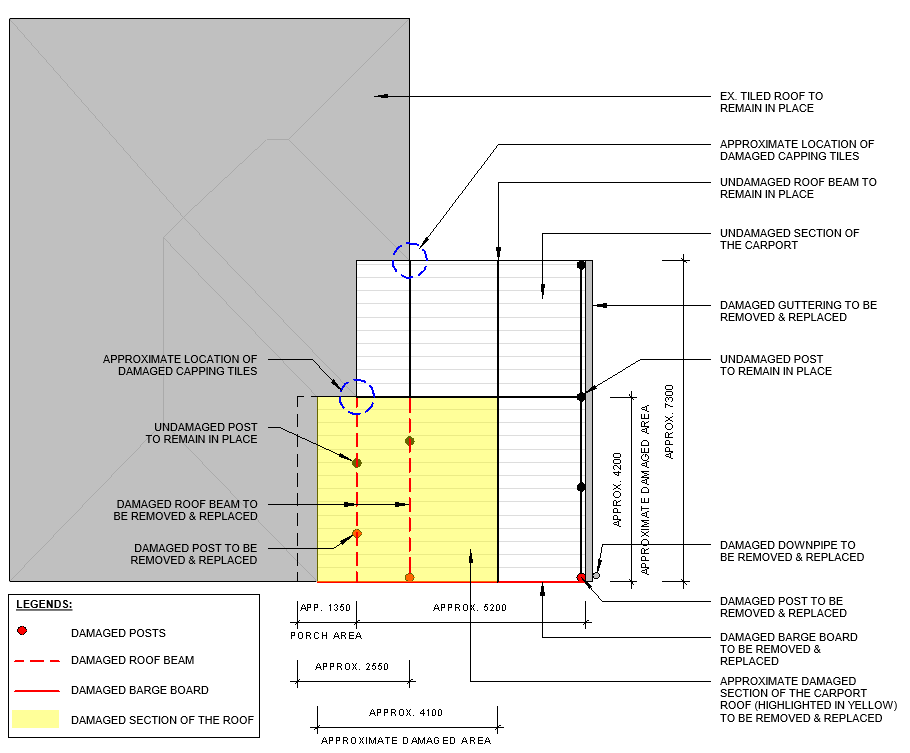 EX. TILED ROOF TO
REMAIN IN PLACE
APPROXIMATE LOCATION OF
DAMAGED CAPPING TILES
UNDAMAGED ROOF BEAM TO
REMAIN IN PLACE
UNDAMAGED SECTION OF
THE CARPORT
DAMAGED GUTTERING TO BE
REMOVED & REPLACED
UNDAMAGED POST
TO REMAIN IN PLACE
APPROXIMATE LOCATION OF
DAMAGED CAPPING TILES
UNDAMAGED POST
TO REMAIN IN PLACE
DAMAGED ROOF BEAM TO
BE REMOVED & REPLACED
DAMAGED POST TO BE
REMOVED & REPLACED
APPROX. 4200
APPROXIMATE DAMAGED AREA
APPROX. 7300
DAMAGED DOWNPIPE TO
BE REMOVED & REPLACED
DAMAGED POST TO BE
REMOVED & REPLACED
DAMAGED BARGE BOARD
TO BE REMOVED &
REPLACED
APPROXIMATE DAMAGED
SECTION OF THE CARPORT
ROOF (HIGHLIGHTED IN YELLOW)
TO BE REMOVED & REPLACED
APP. 1350
APPROX. 5200
PORCH AREA
APPROX. 2550
APPROX. 4100
APPROXIMATE DAMAGED AREA
LEGENDS:
DAMAGED POSTS
DAMAGED ROOF BEAM
DAMAGED BARGE BOARD
DAMAGED SECTION OF THE ROOF